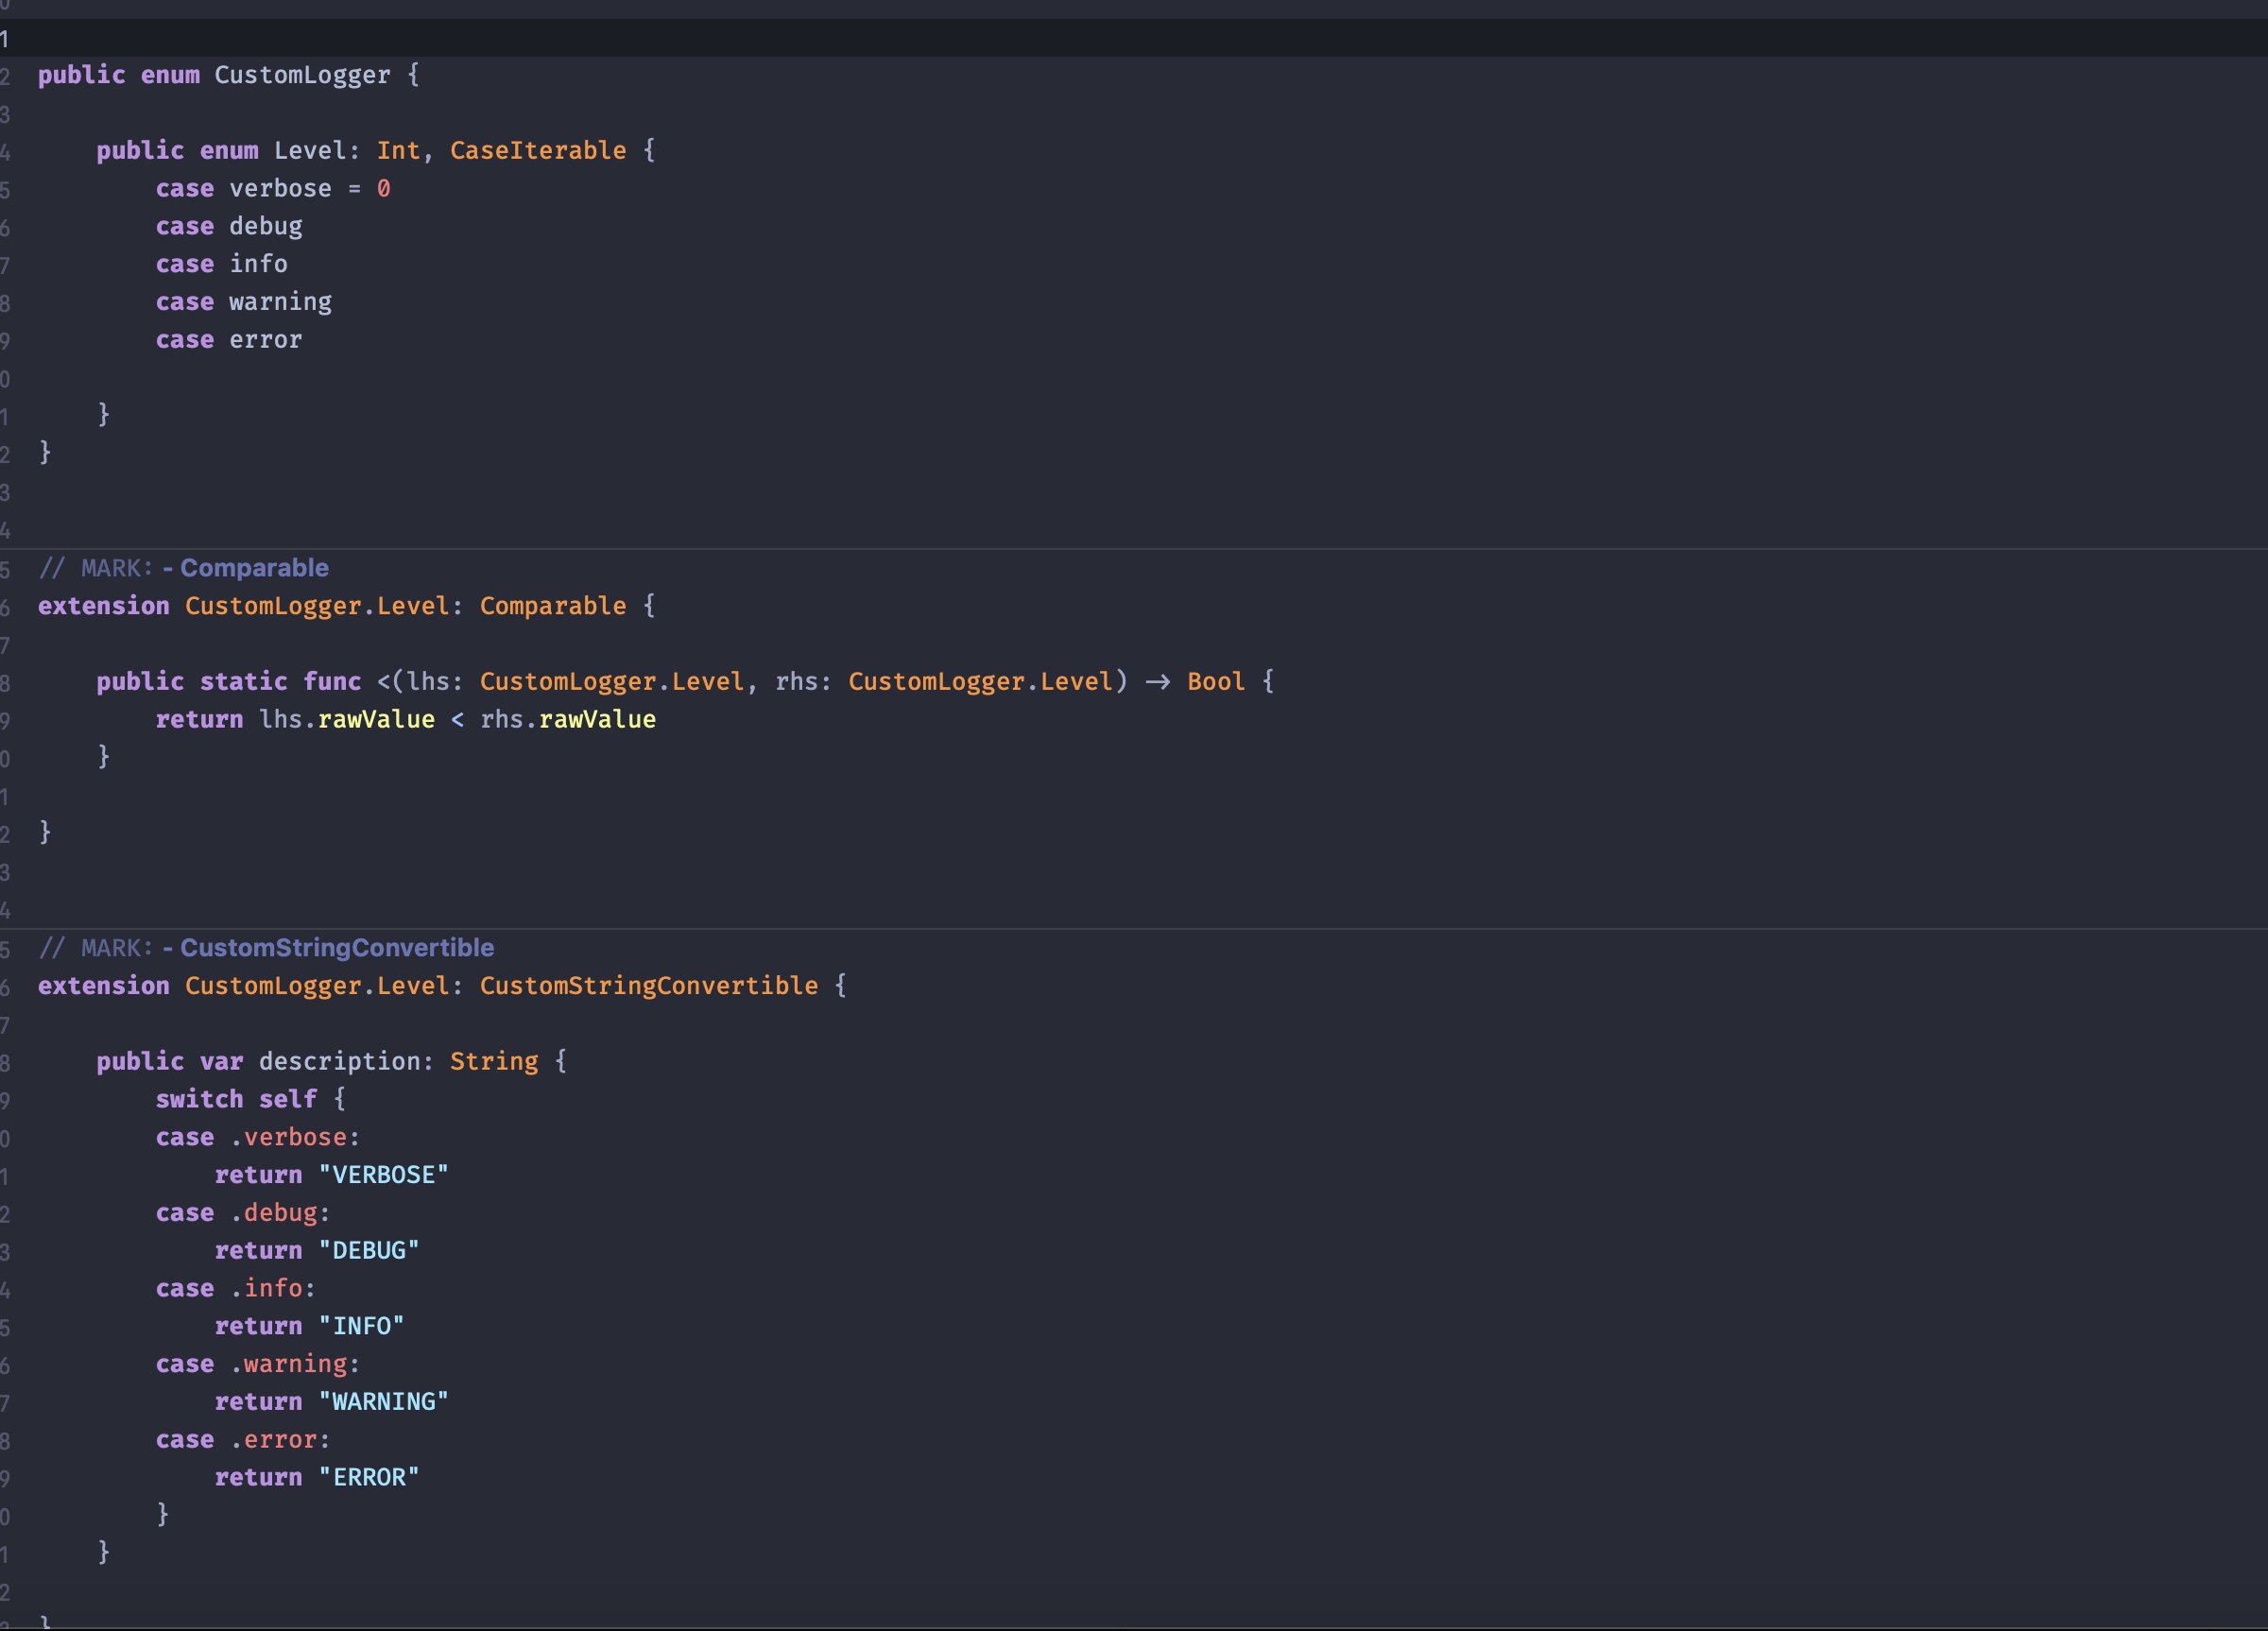 0
1
2 public enum CustomLogger {
3
4     public enum Level: Int, CaseIterable {
5         case verbose = 0
6         case debug
7         case info
8         case warning
9         case error
0
1     }
2 }
3
4
5 // MARK: - Comparable
6 extension CustomLogger.Level: Comparable {
7
8     public static func <(lhs: CustomLogger.Level, rhs: CustomLogger.Level) -> Bool {
9         return lhs.rawValue < rhs.rawValue
0     }
1
2 }
3
4
5 // MARK: - CustomStringConvertible
6 extension CustomLogger.Level: CustomStringConvertible {
7
8     public var description: String {
9         switch self {
0         case .verbose:
1             return "VERBOSE"
2         case .debug:
3             return "DEBUG"
4         case .info:
5             return "INFO"
6         case .warning:
7             return "WARNING"
8         case .error:
9             return "ERROR"
0         }
1     }
2
3 }